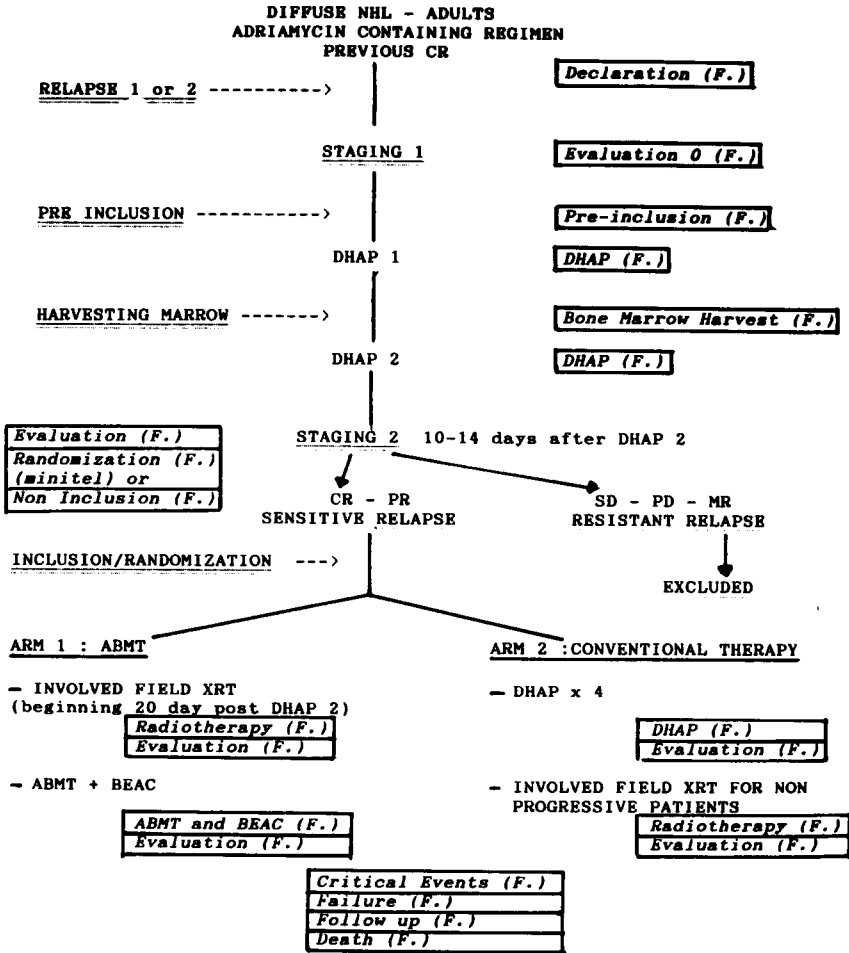 DIFFUSE NHL - ADULTS
ADRIAMYCIN CONTAINING REGIMEN
PREVIOUS CR
Declaration (F.)
RELAPSE 1 or 2 ---------->
STAGING 1
Evaluation 0 (F.)
PRE INCLUSION ----------->
Pre-inclusion (F.)
DHAP 1
DHAP (F.)
HARVESTING MARROW ------->
Bone Marrow Harvest (F.)
DHAP 2
DHAP (F.)
Evaluation (F.)
Randomization (F.)
(minitel) or
Non Inclusion (F.)
STAGING 2 10-14 days after DHAP 2
CR - PR
SENSITIVE RELAPSE
SD - PD - MR
RESISTANT RELAPSE
INCLUSION/RANDOMIZATION --->
EXCLUDED
ARM 1 : ABMT
— INVOLVED FIELD XRT
(beginning 20 day post DHAP 2)
Radiotherapy (F.)
Evaluation (F.)
— ABMT + BEAC
ABMT and BEAC (F.)
Evaluation (F.)
ARM 2 :CONVENTIONAL THERAPY
— DHAP x 4
DHAP (F.)
Evaluation (F.)
— INVOLVED FIELD XRT FOR NON
PROGRESSIVE PATIENTS
Radiotherapy (F.)
Evaluation (F.)
Critical Events (F.)
Failure (F.)
Follow up (F.)
Death (F.)